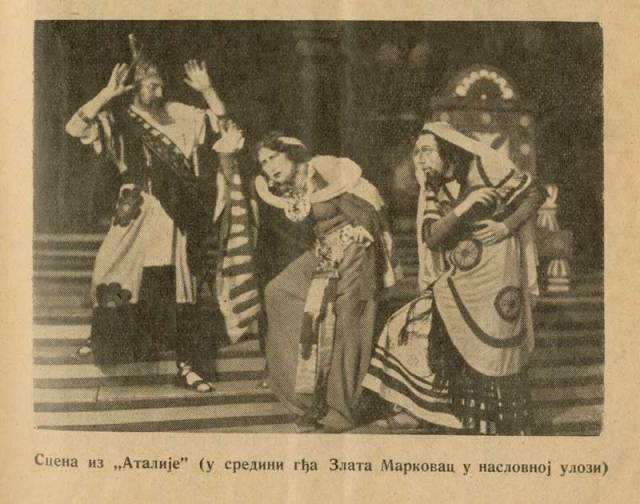 Сцена из „Аталије” (у средини гђа Злата Марковац у насловној улози)